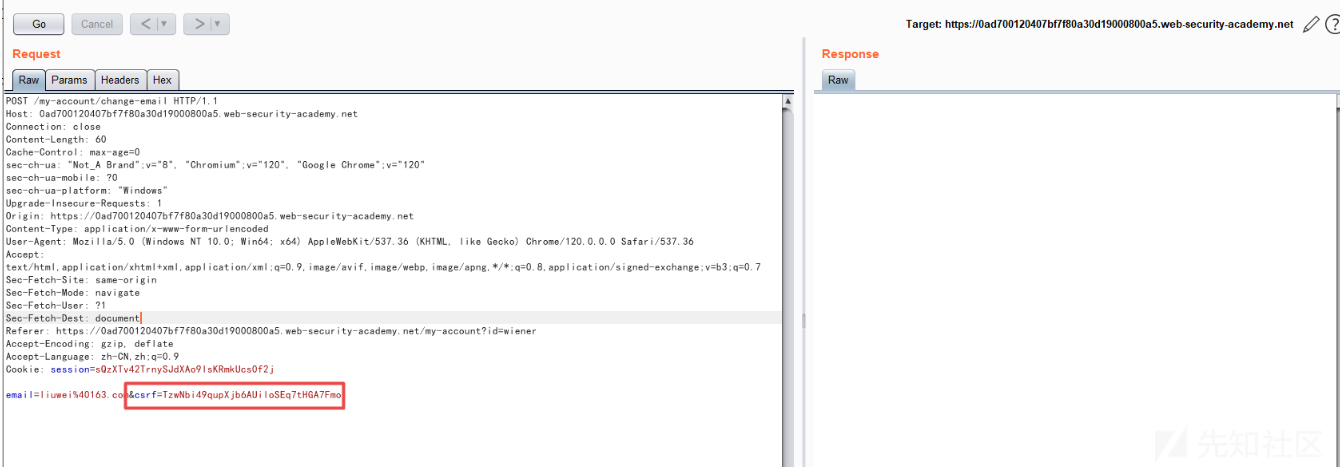 Go Cancel < | ▼ > | ▼ Target: https://0ad700120407bf7f80a30d19000800a5.web-security-academy.net
Request
Raw Params Headers Hex
POST /my-account/change-email HTTP/1.1
Host: 0ad700120407bf7f80a30d19000800a5.web-security-academy.net
Connection: close
Content-Length: 60
Cache-Control: max-age=0
sec-ch-ua: "Not_A Brand";v="8", "Chromium";v="120", "Google Chrome";v="120"
sec-ch-ua-mobile: ?0
sec-ch-ua-platform: "Windows"
Upgrade-Insecure-Requests: 1
Origin: https://0ad700120407bf7f80a30d19000800a5.web-security-academy.net
Content-Type: application/x-www-form-urlencoded
User-Agent: Mozilla/5.0 (Windows NT 10.0; Win64; x64) AppleWebKit/537.36 (KHTML, like Gecko) Chrome/120.0.0.0 Safari/537.36
Accept:
text/html,application/xhtml+xml,application/xml;q=0.9,image/avif,image/webp,image/apng,*/*;q=0.8,application/signed-exchange;v=b3;q=0.7
Sec-Fetch-Site: same-origin
Sec-Fetch-Mode: navigate
Sec-Fetch-User: ?1
Sec-Fetch-Dest: document
Referer: https://0ad700120407bf7f80a30d19000800a5.web-security-academy.net/my-account?id=wiener
Accept-Encoding: gzip, deflate
Accept-Language: zh-CN,zh;q=0.9
Cookie: session=sQzXTv42TrnySJdXAo9IsKRmkUcsOf2j
email=liuwei%40163.com&csrf=TzwNbi49qupXjb6AUiloSEq7tHGA7Fmo
Response
Raw
先知社区